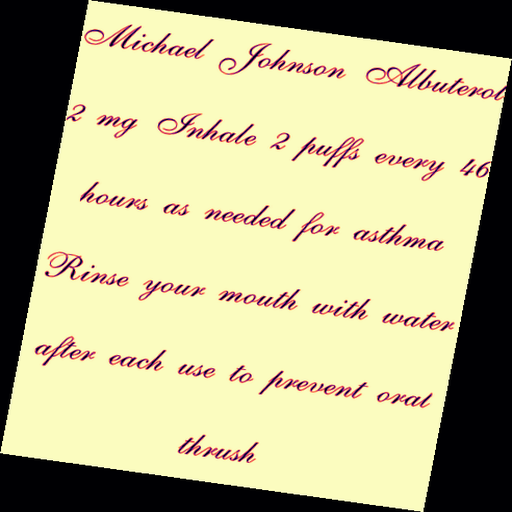 Michael Johnson Albuterol
2 mg Inhale 2 puffs every 46
hours as needed for asthma
Rinse your mouth with water
after each use to prevent oral
thrush